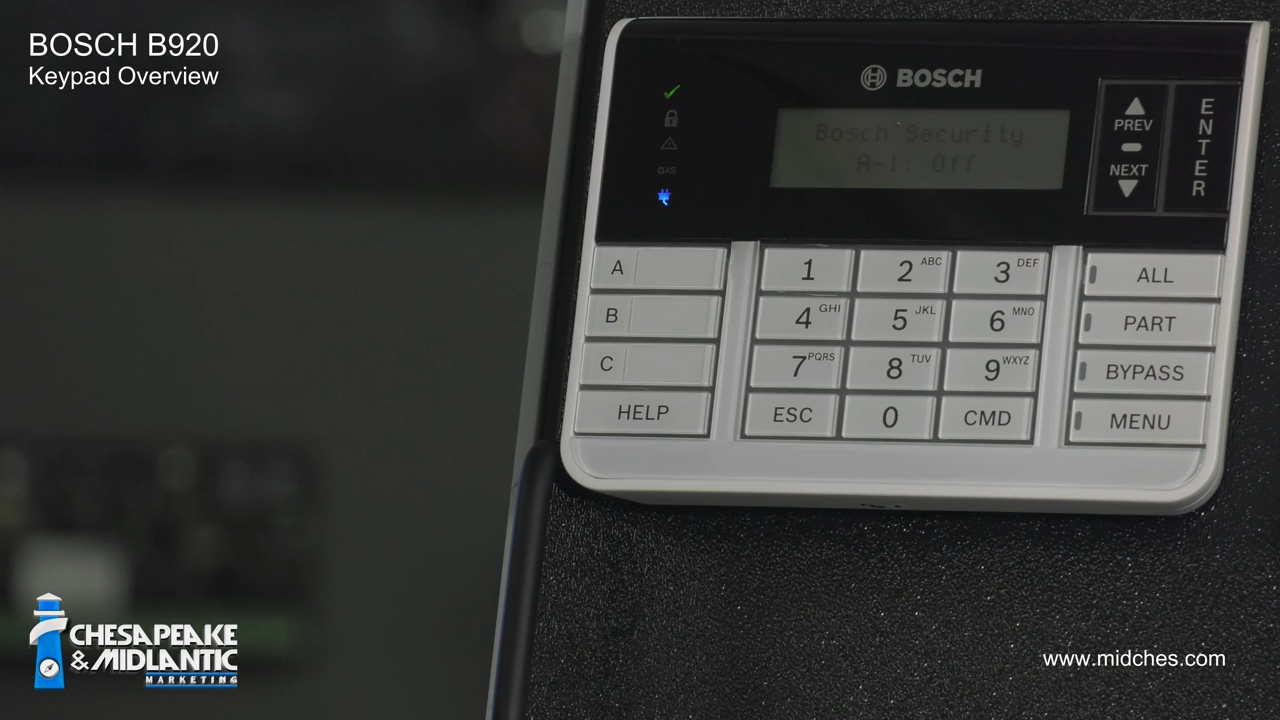 BOSCH B920
Keypad Overview
BOSCH
Bosch Security
A-1: Off
GAS
PREV
NEXT
ENTER
A
1
2 ABC
3 DEF
ALL
B
4 GHI
5 JKL
6 MNO
PART
C
7 PQRS
8 TUV
9 WXYZ
BYPASS
HELP
ESC
0
CMD
MENU
CHESAPEAKE
& MIDLANTIC
MARKETING
www.midches.com